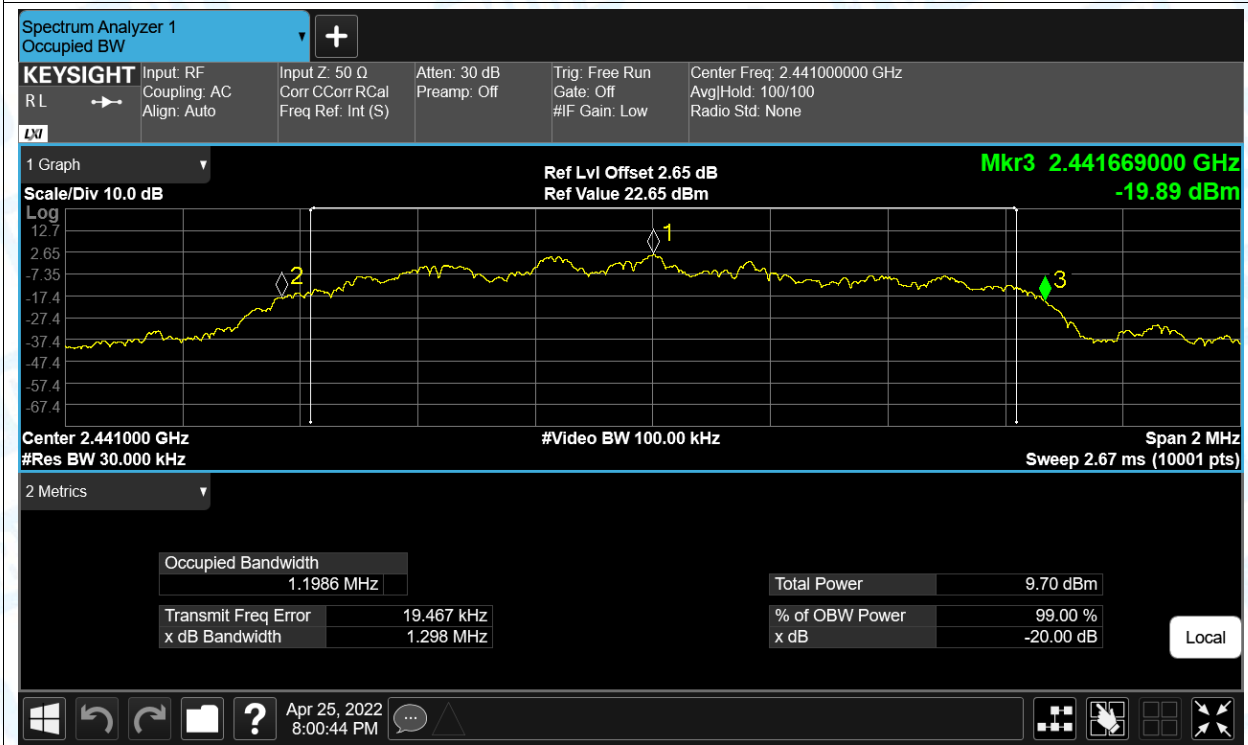 Spectrum Analyzer 1
Occupied BW
▼
+
KEYSIGHT
R L
LXI
Input: RF
Coupling: AC
Align: Auto
Input Z: 50 Ω
Corr CCorr RCal
Freq Ref: Int (S)
Atten: 30 dB
Preamp: Off
Trig: Free Run
Gate: Off
#IF Gain: Low
Center Freq: 2.441000000 GHz
Avg|Hold: 100/100
Radio Std: None
1 Graph
▼
Scale/Div 10.0 dB
Ref Lvl Offset 2.65 dB
Ref Value 22.65 dBm
Mkr3 2.441669000 GHz
-19.89 dBm
Log
12.7
2.65
-7.35
-17.4
-27.4
-37.4
-47.4
-57.4
-67.4
1
2
3
Center 2.441000 GHz
#Res BW 30.000 kHz
#Video BW 100.00 kHz
Span 2 MHz
Sweep 2.67 ms (10001 pts)
2 Metrics
▼
Occupied Bandwidth
1.1986 MHz
Transmit Freq Error 19.467 kHz
x dB Bandwidth 1.298 MHz
Total Power 9.70 dBm
% of OBW Power 99.00 %
x dB -20.00 dB
Local
?
Apr 25, 2022
8:00:44 PM